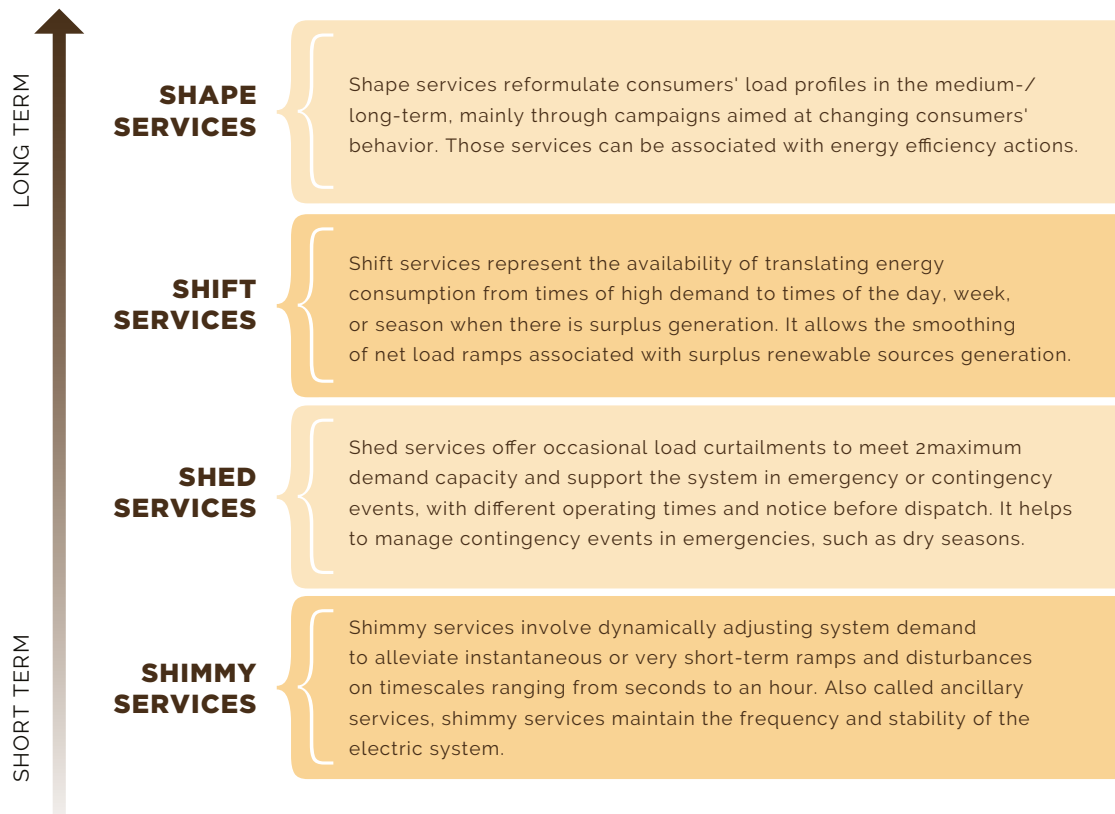 LONG TERM
SHAPE
SERVICES
Shape services reformulate consumers' load profiles in the medium-/
long-term, mainly through campaigns aimed at changing consumers'
behavior. Those services can be associated with energy efficiency actions.
SHIFT
SERVICES
Shift services represent the availability of translating energy
consumption from times of high demand to times of the day, week,
or season when there is surplus generation. It allows the smoothing
of net load ramps associated with surplus renewable sources generation.
SHED
SERVICES
Shed services offer occasional load curtailments to meet 2maximum
demand capacity and support the system in emergency or contingency
events, with different operating times and notice before dispatch. It helps
to manage contingency events in emergencies, such as dry seasons.
SHORT TERM
SHIMMY
SERVICES
Shimmy services involve dynamically adjusting system demand
to alleviate instantaneous or very short-term ramps and disturbances
on timescales ranging from seconds to an hour. Also called ancillary
services, shimmy services maintain the frequency and stability of the
electric system.